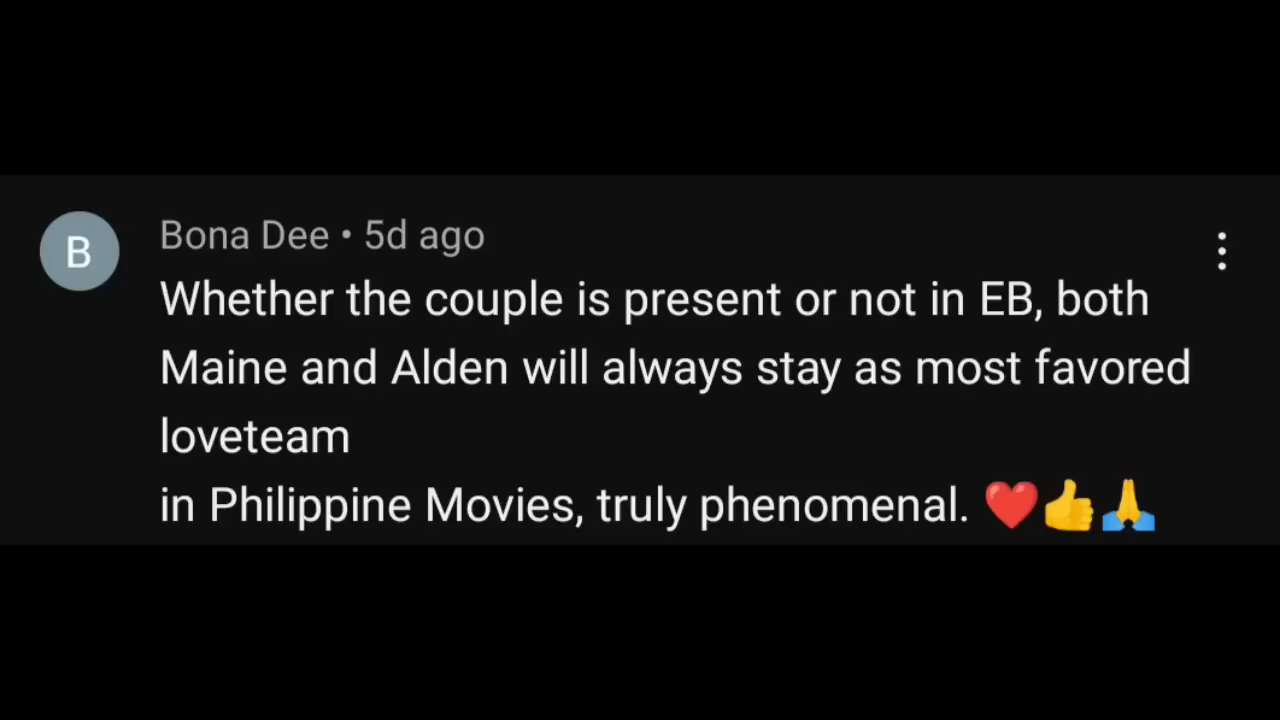 B
Bona Dee • 5d ago
Whether the couple is present or not in EB, both
Maine and Alden will always stay as most favored
loveteam
in Philippine Movies, truly phenomenal. ❤️👍🙏